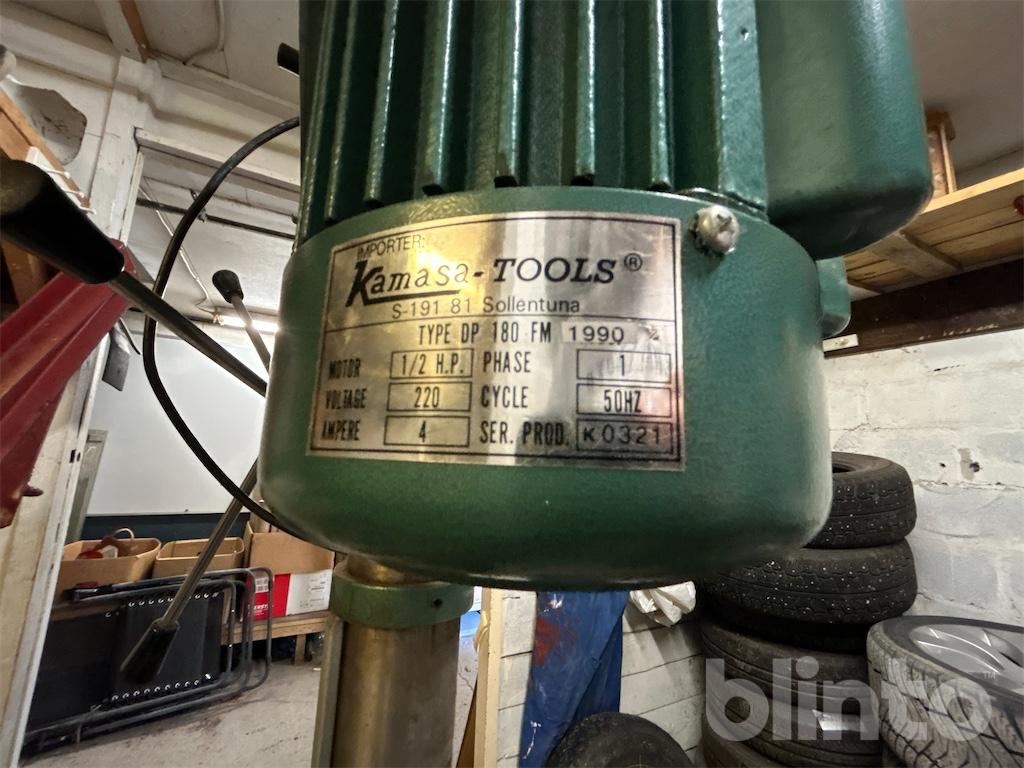 IMPORTER:
Kamasa-TOOLS®
S-191 81 Sollentuna
TYPE DP 180 FM 1990
MOTOR 1/2 H.P. PHASE 1
VOLTAGE 220 CYCLE 50HZ
AMPERE 4 SER. PROD. K0321
blinto™